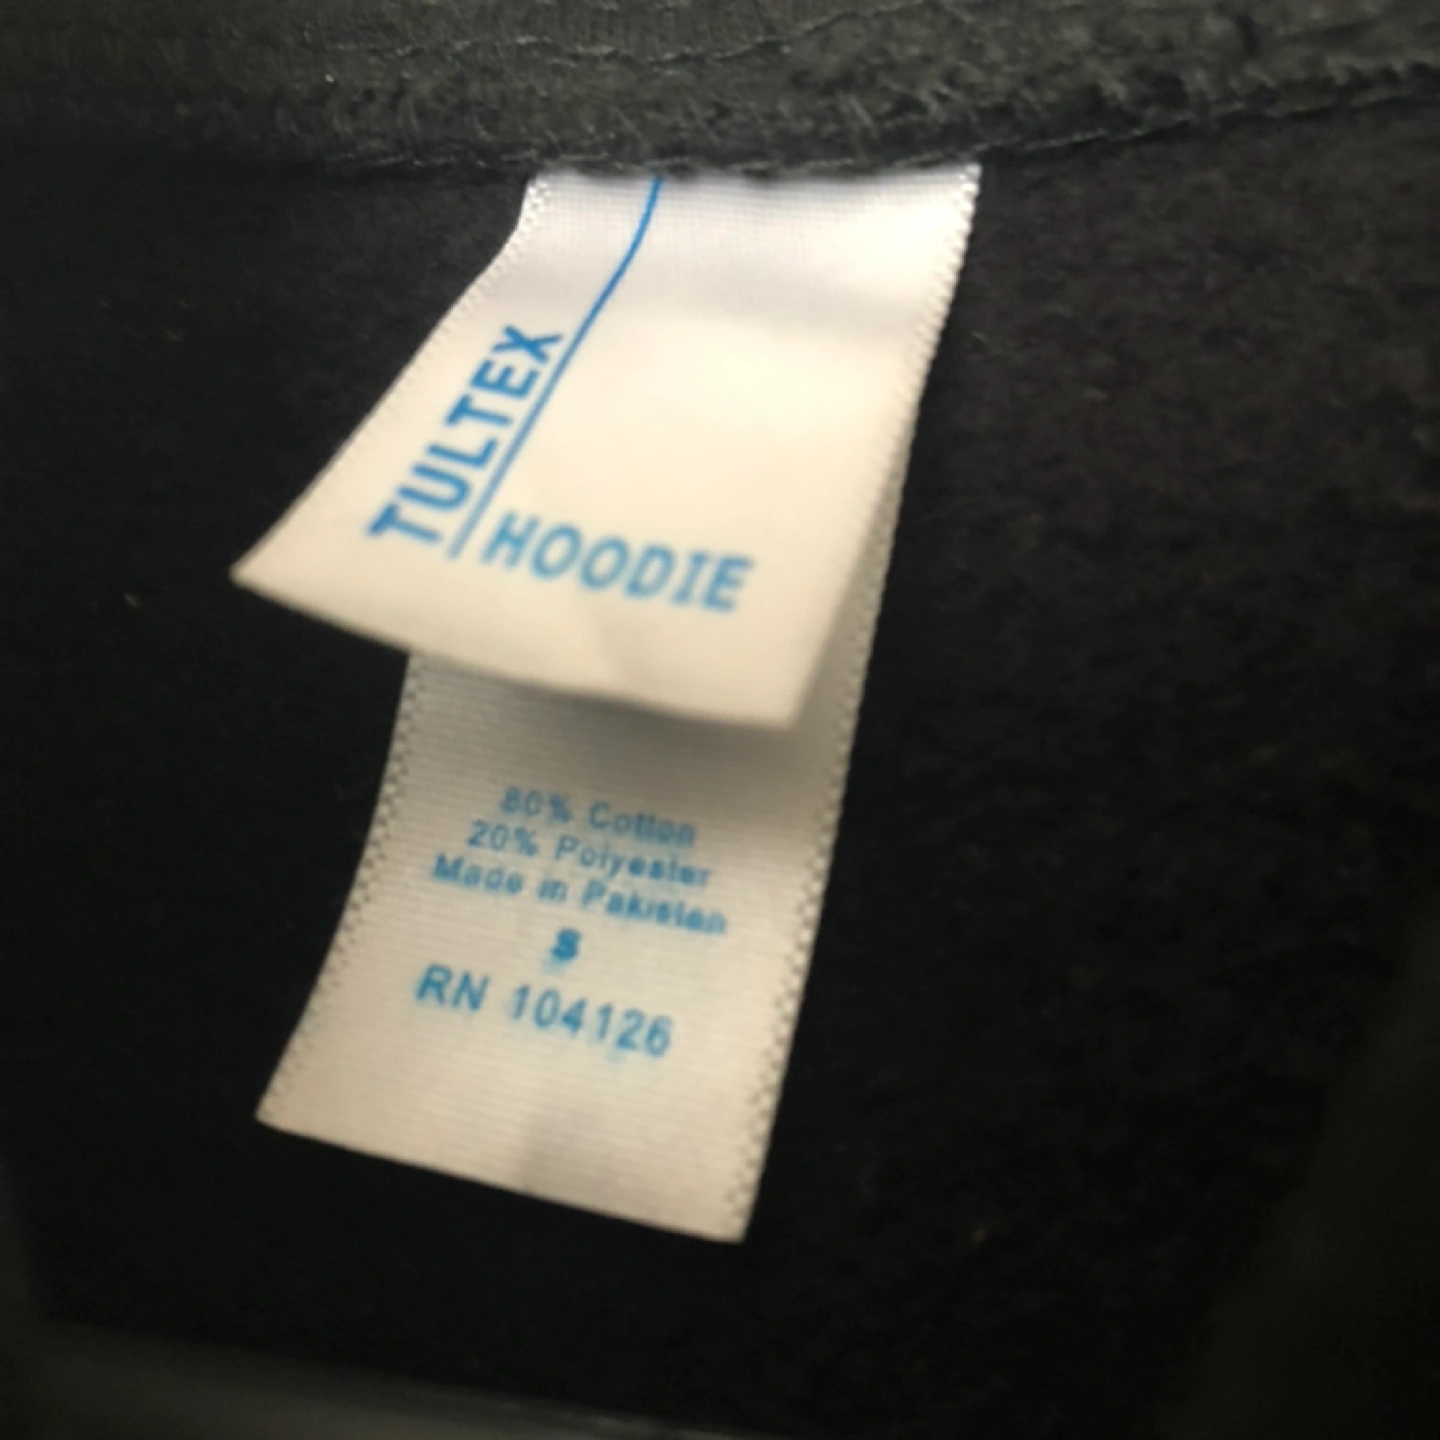 TULTEX
HOODIE
80% Cotton
20% Polyester
Made in Pakistan
S
RN 104126